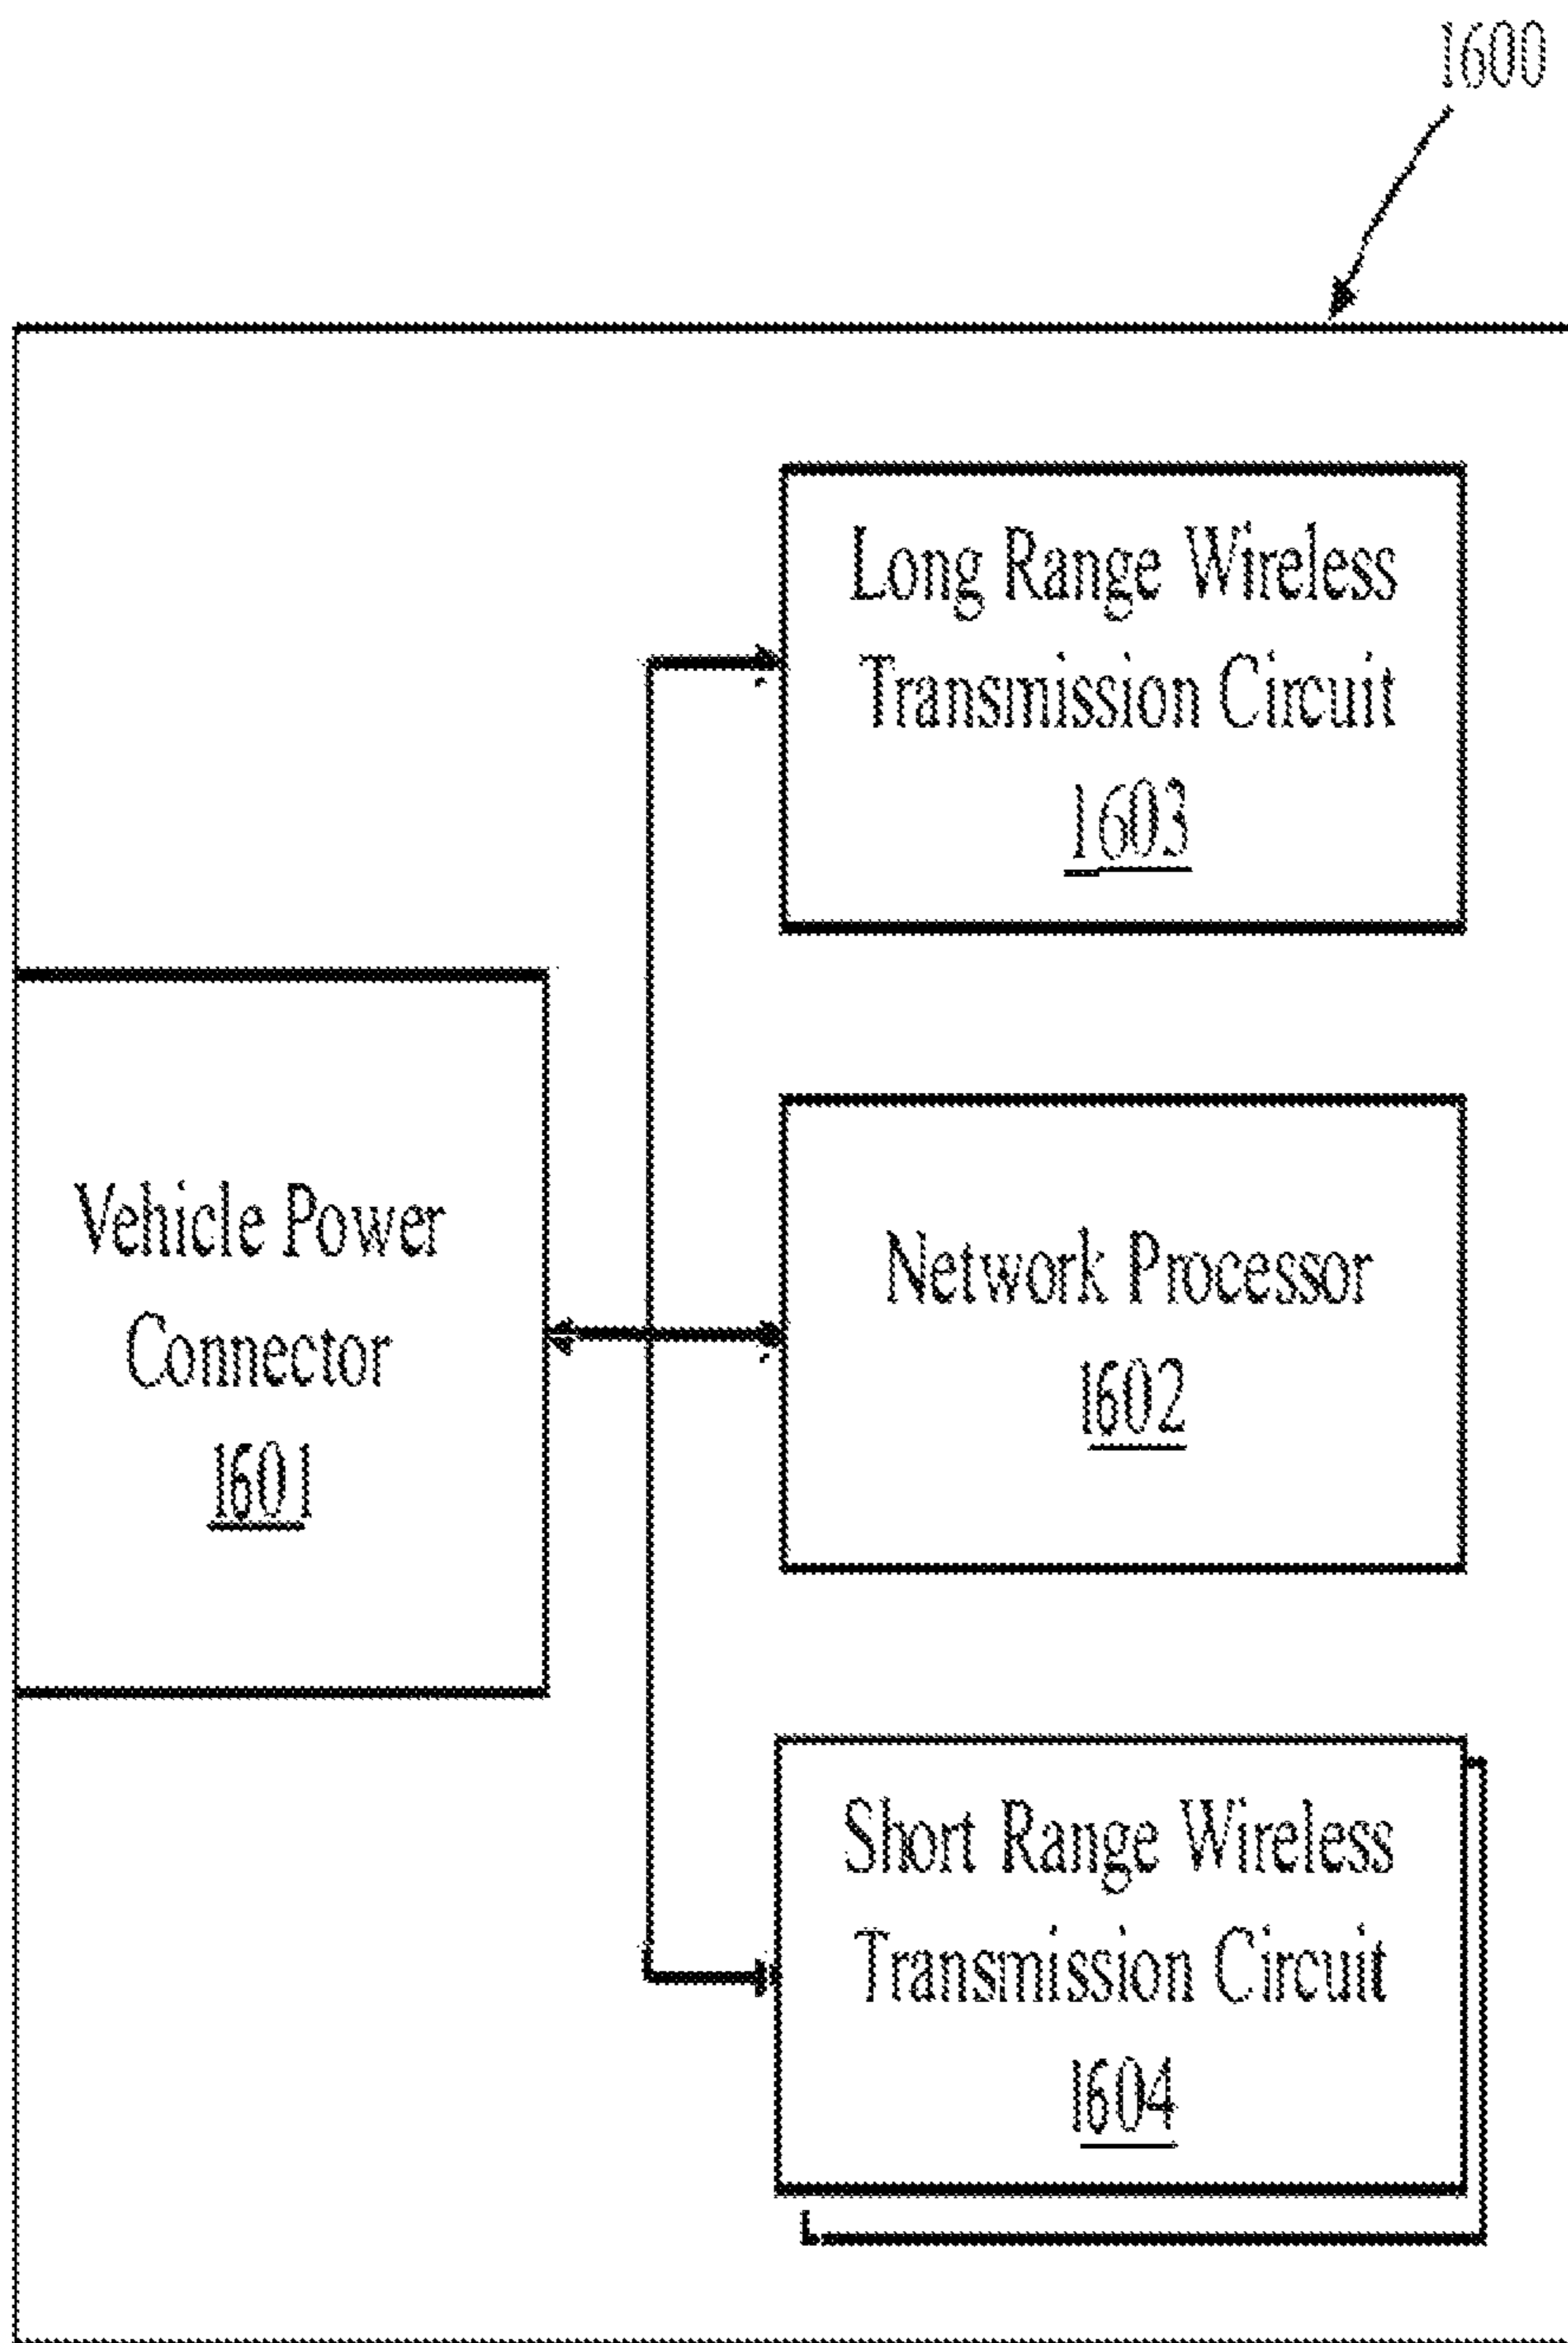 1600
Long Range Wireless
Transmission Circuit
1603
Vehicle Power
Connector
1601
Network Processor
1602
Short Range Wireless
Transmission Circuit
1604